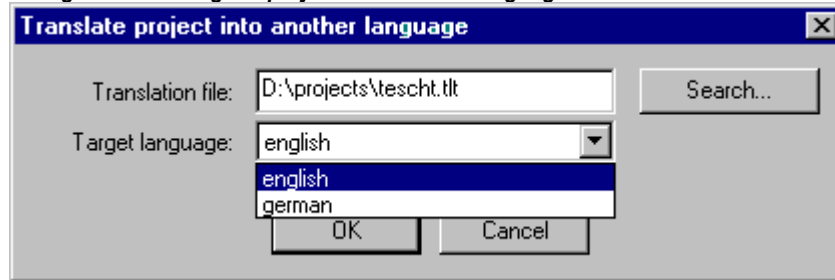 Translate project into another language
Translation file: D:\projects\tescht.tlt Search...
Target language: english
english
german
OK Cancel